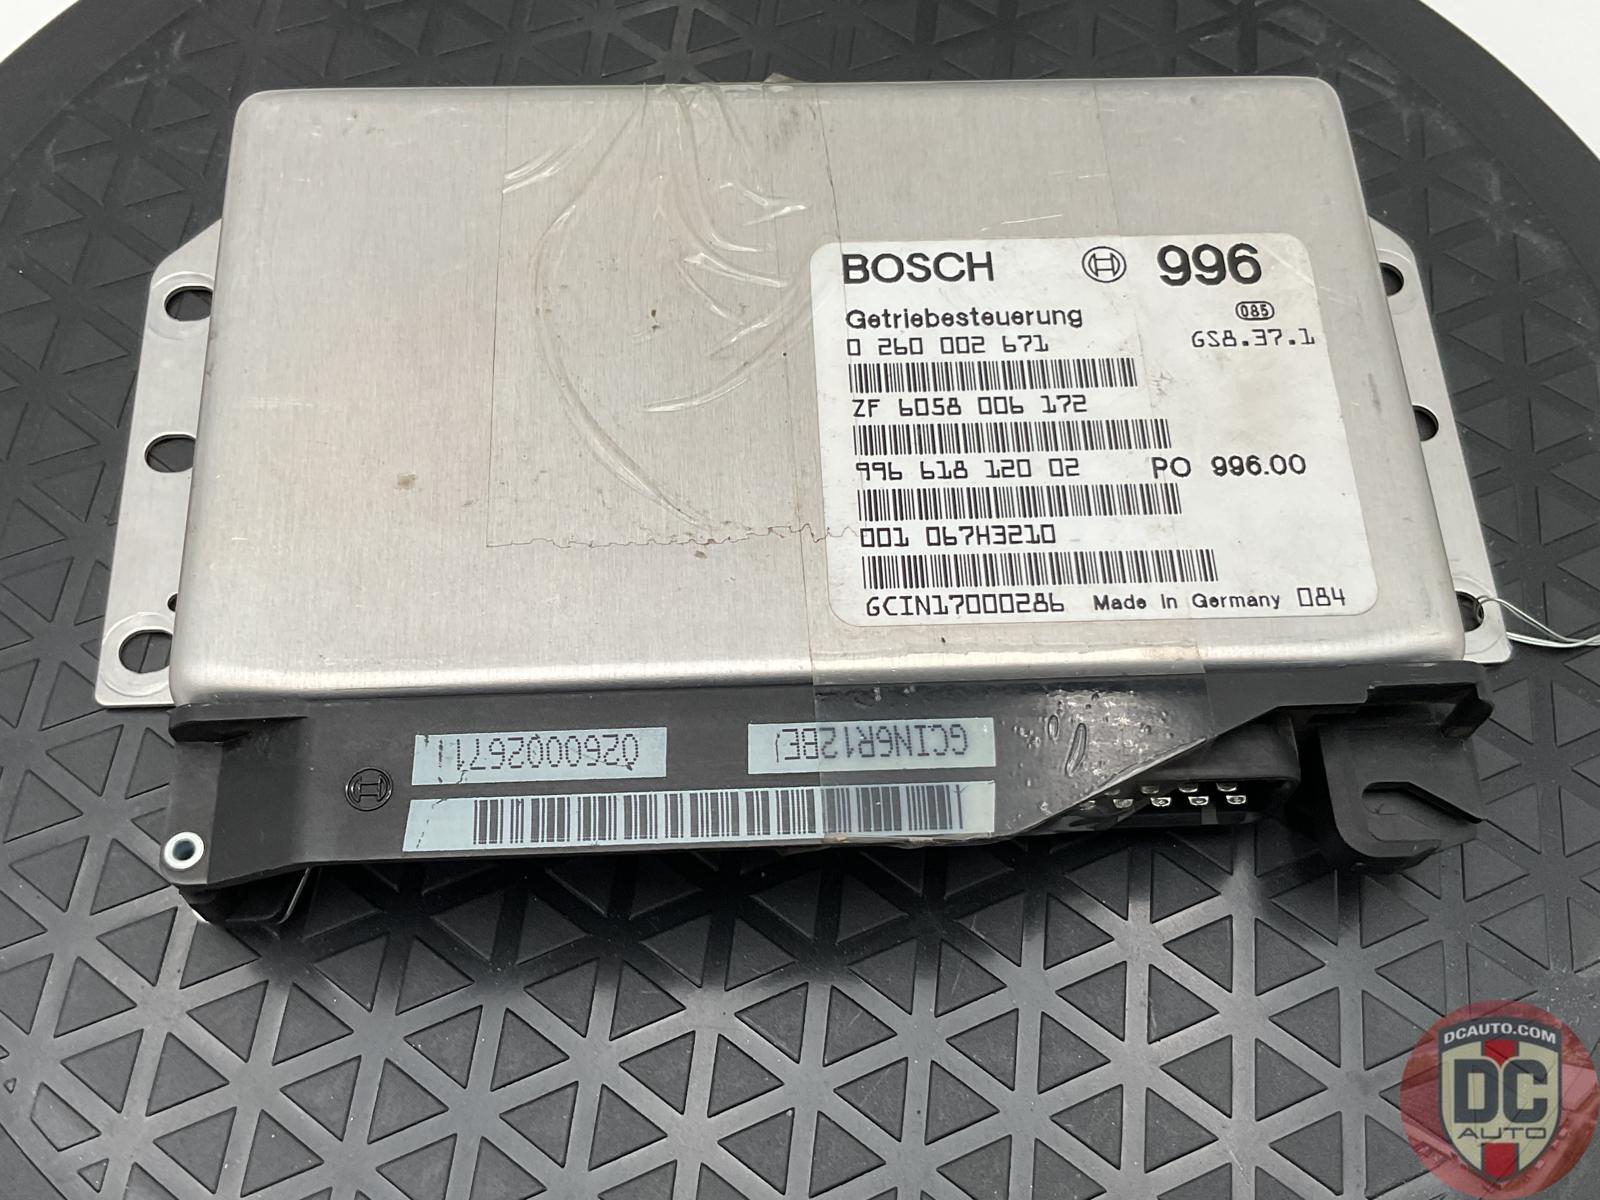 BOSCH 996
085
Getriebesteuerung
0 260 002 671 GS8.37.1
ZF 6058 006 172
996 618 120 02 PO 996.00
001 067H3210
GCIN17000286 Made in Germany 084
0260002671 GCIN6R12BE
DCAUTO.COM
DC
AUTO